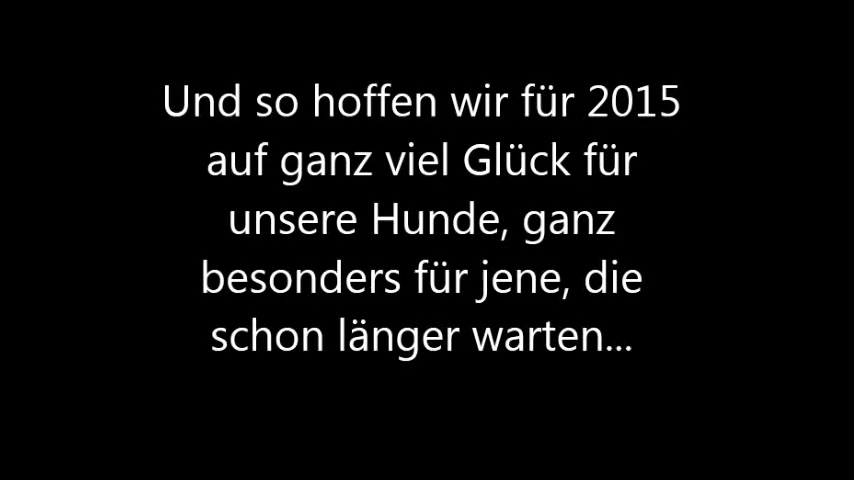 Und so hoffen wir für 2015
auf ganz viel Glück für
unsere Hunde, ganz
besonders für jene, die
schon länger warten...